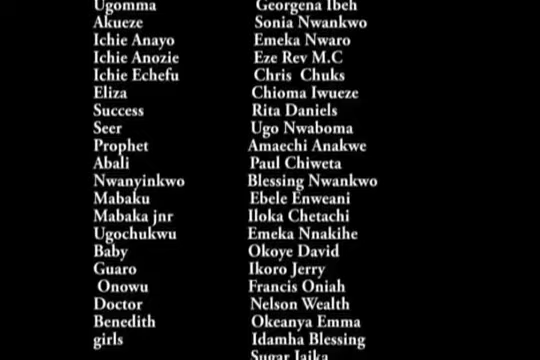 Ugomma Georgena Ibeh
Akueze Sonia Nwankwo
Ichie Anayo Emeka Nwaro
Ichie Anozie Eze Rev M.C
Ichie Echefu Chris Chuks
Eliza Chioma Iwueze
Success Rita Daniels
Seer Ugo Nwaboma
Prophet Amaechi Anakwe
Abali Paul Chiweta
Nwanyinkwo Blessing Nwankwo
Mabaku Ebele Enweani
Mabaka jnr Iloka Chetachi
Ugochukwu Emeka Nnakihe
Baby Okoye David
Guaro Ikoro Jerry
Onowu Francis Oniah
Doctor Nelson Wealth
Benedith Okeanya Emma
girls Idamha Blessing
Sugar Jaika